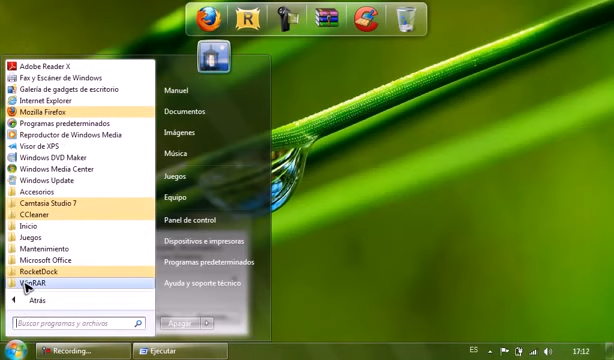 Adobe Reader X
Fax y Escáner de Windows
Galería de gadgets de escritorio
Internet Explorer
Mozilla Firefox
Programas predeterminados
Reproductor de Windows Media
Visor de XPS
Windows DVD Maker
Windows Media Center
Windows Update
Accesorios
Camtasia Studio 7
CCleaner
Inicio
Juegos
Mantenimiento
Microsoft Office
RocketDock
WinRAR
Atrás
Buscar programas y archivos
Manuel
Documentos
Imágenes
Música
Juegos
Equipo
Panel de control
Dispositivos e impresoras
Programas predeterminados
Ayuda y soporte técnico
Apagar
R
Recording...
Ejecutar
ES
17:12